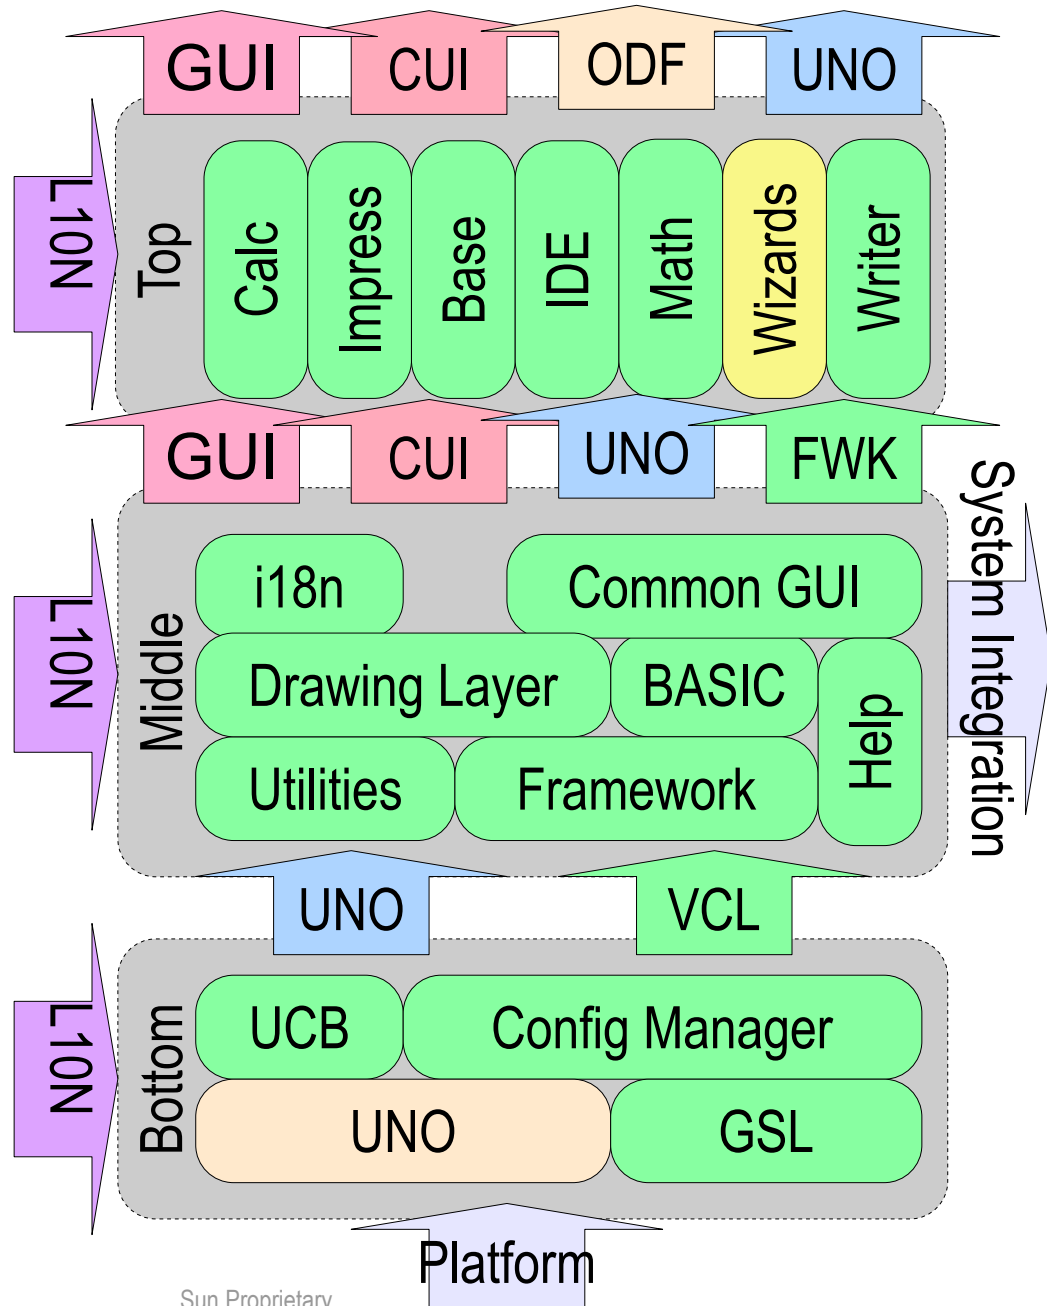 GUI
CUI
ODF
UNO
L10N
Top
Calc
Impress
Base
IDE
Math
Wizards
Writer
GUI
CUI
UNO
FWK
L10N
Middle
i18n
Common GUI
Drawing Layer
BASIC
Help
Utilities
Framework
System Integration
UNO
VCL
L10N
Bottom
UCB
Config Manager
UNO
GSL
Platform
Sun Proprietary